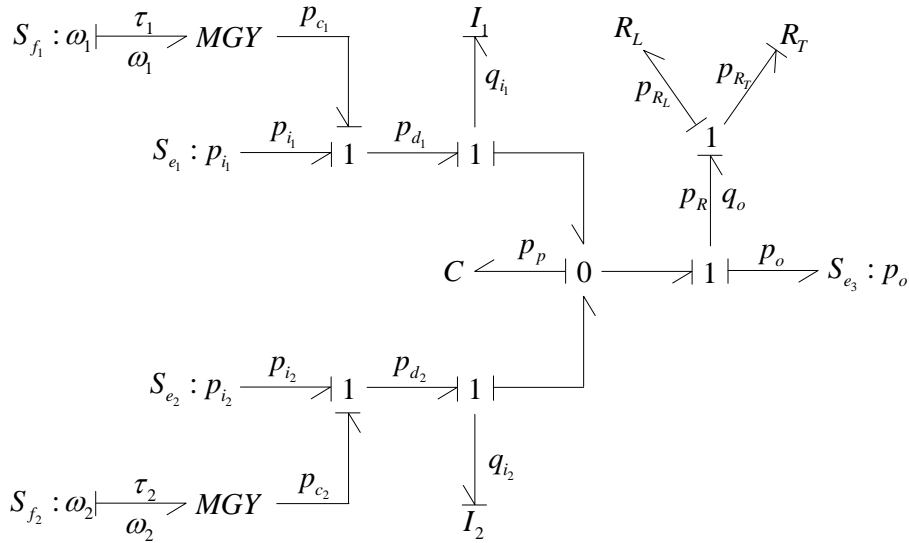 S_{f_1} : ω_1 τ_1 ω_1 MGY p_{c_1} I_1 R_L R_T
q_{i_1} p_{R_L} p_{R_T}
S_{e_1} : p_{i_1} p_{i_1} 1 p_{d_1} 1 1
p_R q_o
C p_p 0 1 p_o S_{e_3} : p_o
S_{e_2} : p_{i_2} p_{i_2} 1 p_{d_2} 1
q_{i_2}
S_{f_2} : ω_2 τ_2 ω_2 MGY p_{c_2} I_2